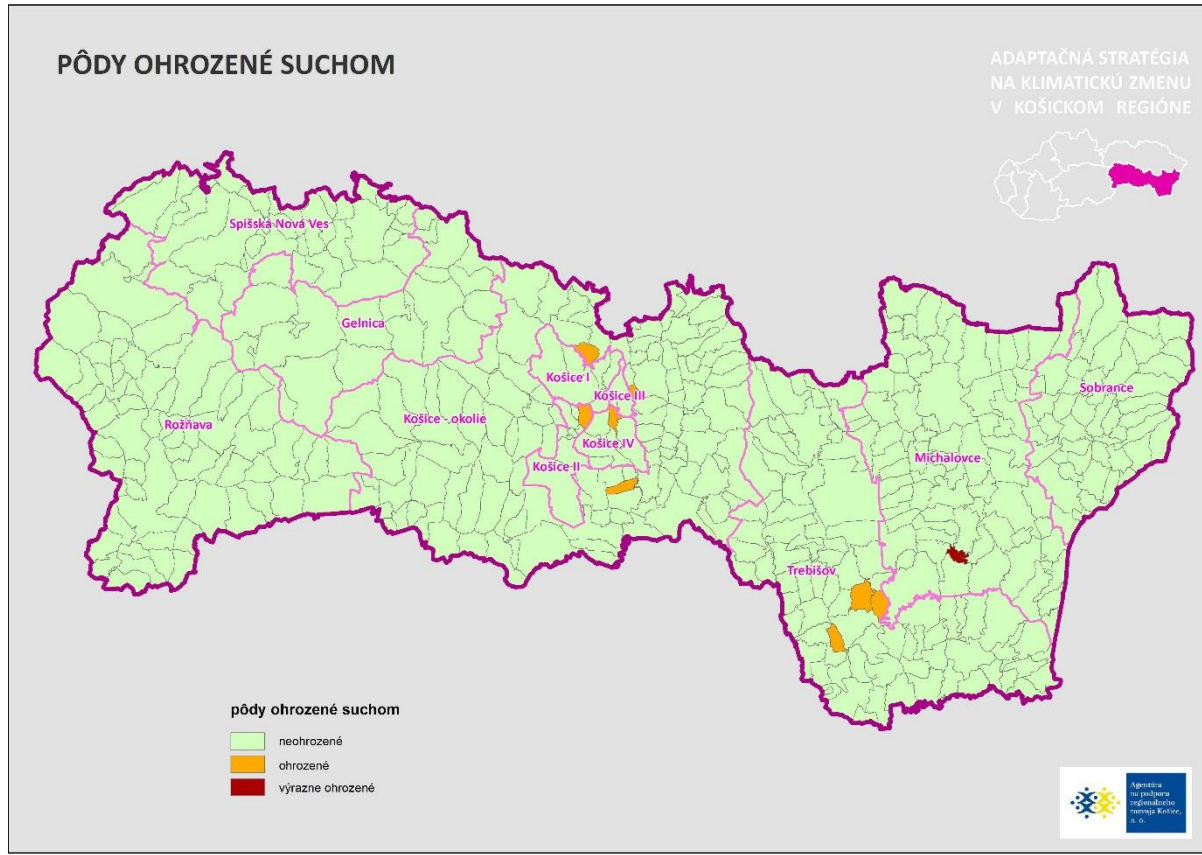 PÔDY OHROZENÉ SUCHOM
ADAPTAČNÁ STRATÉGIA
NA KLIMATICKÚ ZMENU
V KOŠICKOM REGIÓNE
Spišská Nová Ves
Gelnica
Košice I
Košice III
Sobrance
Rožňava
Košice - okolie
Košice IV
Michalovce
Košice II
Trebišov
pôdy ohrozené suchom
neohrozené
ohrozené
výrazne ohrozené
Agentúra
na podporu
regionálneho
rozvoja Košice,
n. o.